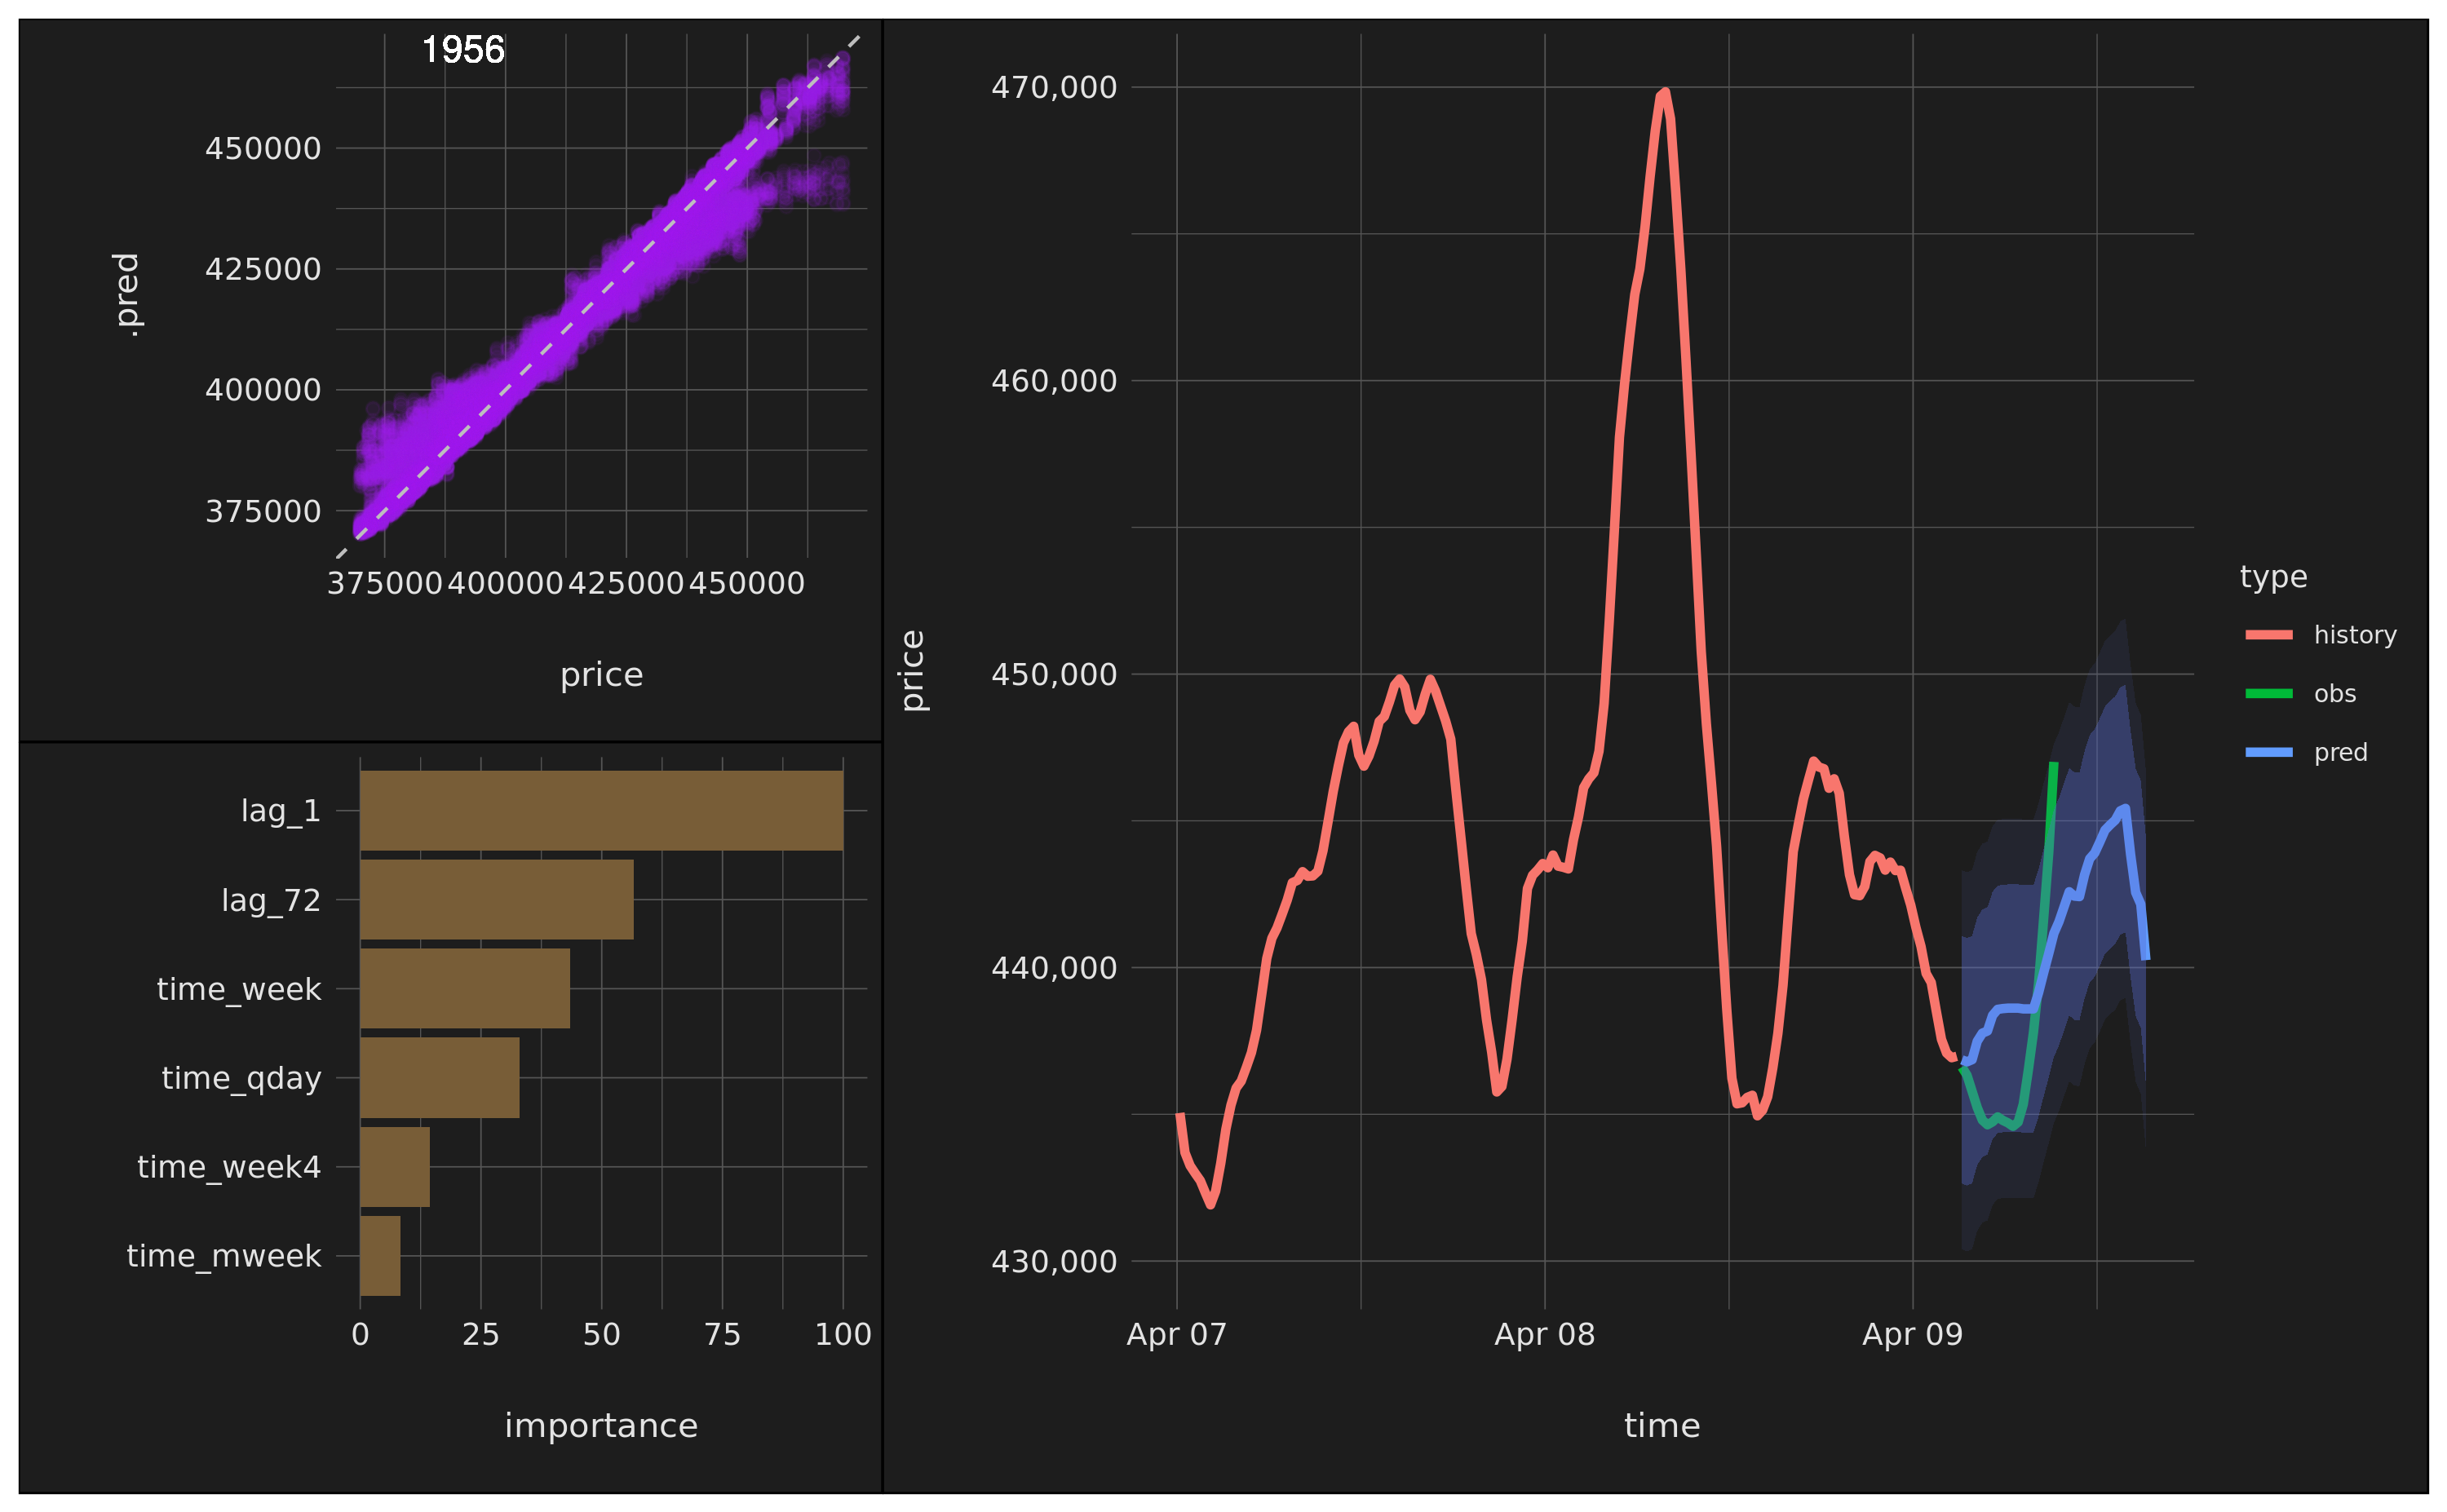 1956
.pred
450000
425000
400000
375000
375000 400000 425000 450000
price
lag_1
lag_72
time_week
time_qday
time_week4
time_mweek
0 25 50 75 100
importance
price
470,000
460,000
450,000
440,000
430,000
Apr 07 Apr 08 Apr 09
time
type
history
obs
pred